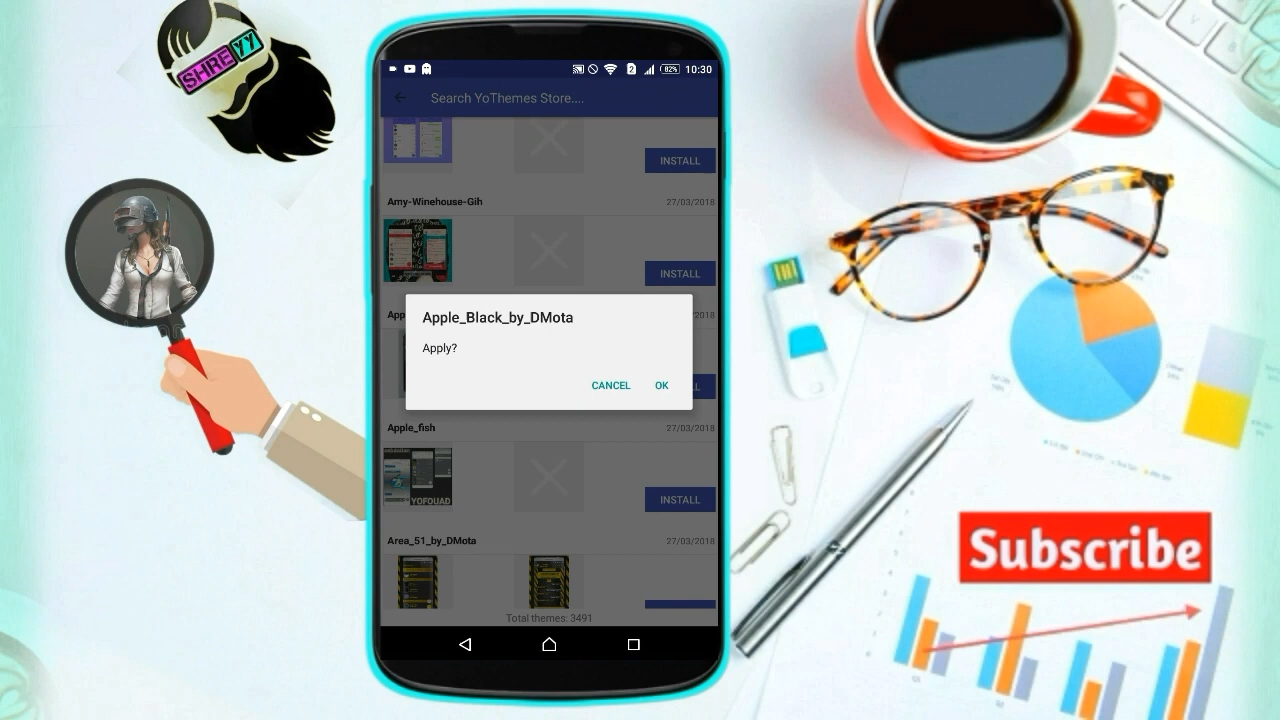 SHREYY
82% 10:30
Search YoThemes Store....
INSTALL
Amy-Winehouse-Gih 27/03/2018
INSTALL
Apple_Black_by_DMota
Apply?
CANCEL OK
Apple_fish 27/03/2018
YOFOUAD
INSTALL
Area_51_by_DMota 27/03/2018
Total themes: 3491
Subscribe